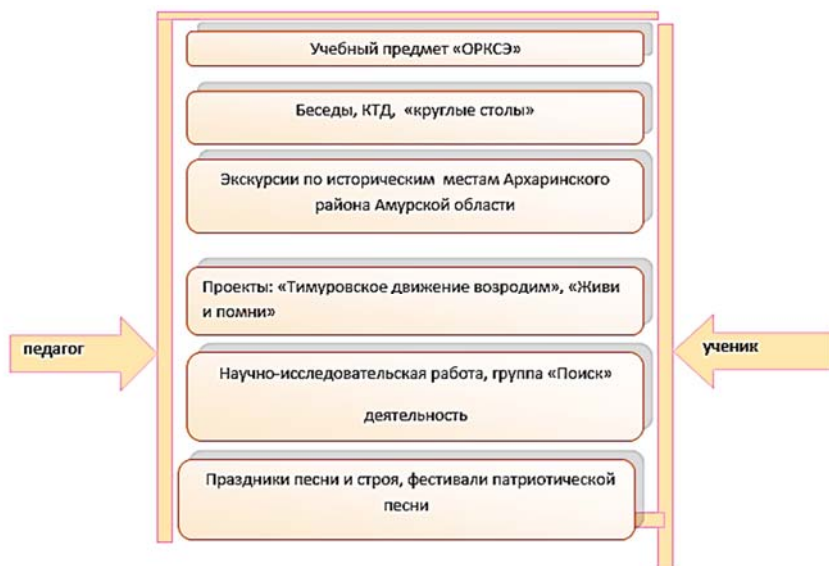 Учебный предмет «ОРКСЭ»
Беседы, КТД, «круглые столы»
Экскурсии по историческим местам Архаринского
района Амурской области
Проекты: «Тимуровское движение возродим», «Живи
и помни»
педагог
ученик
Научно-исследовательская работа, группа «Поиск»
деятельность
Праздники песни и строя, фестивали патриотической
песни